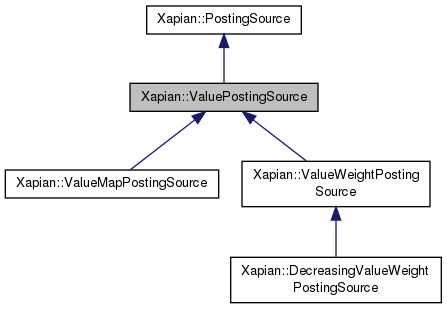 Xapian::PostingSource
Xapian::ValuePostingSource
Xapian::ValueMapPostingSource
Xapian::ValueWeightPosting
Source
Xapian::DecreasingValueWeight
PostingSource